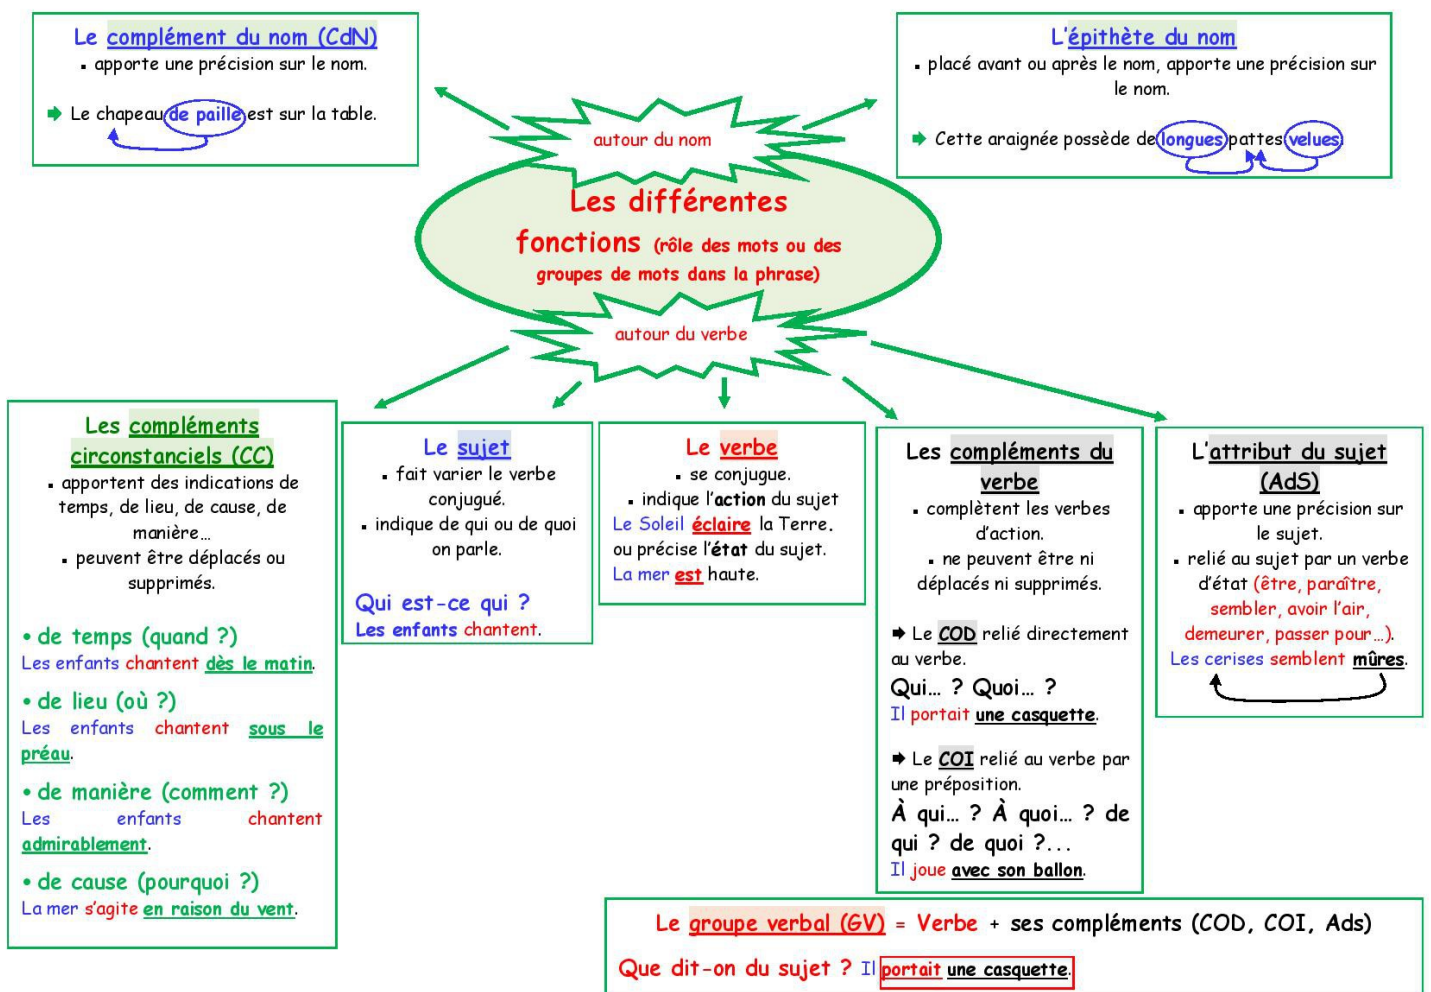 Le complément du nom (CdN)
▪ apporte une précision sur le nom.
➨ Le chapeau de paille est sur la table.
L'épithète du nom
▪ placé avant ou après le nom, apporte une précision sur
le nom.
➨ Cette araignée possède de longues pattes velues.
autour du nom
Les différentes
fonctions (rôle des mots ou des
groupes de mots dans la phrase)
autour du verbe
Les compléments
circonstanciels (CC)
▪ apportent des indications de
temps, de lieu, de cause, de
manière…
▪ peuvent être déplacés ou
supprimés.
• de temps (quand ?)
Les enfants chantent dès le matin.
• de lieu (où ?)
Les enfants chantent sous le
préau.
• de manière (comment ?)
Les enfants chantent
admirablement.
• de cause (pourquoi ?)
La mer s'agite en raison du vent.
Le sujet
▪ fait varier le verbe
conjugué.
▪ indique de qui ou de quoi
on parle.
Qui est-ce qui ?
Les enfants chantent.
Le verbe
▪ se conjugue.
▪ indique l'action du sujet
Le Soleil éclaire la Terre.
ou précise l'état du sujet.
La mer est haute.
Les compléments du
verbe
▪ complètent les verbes
d'action.
▪ ne peuvent être ni
déplacés ni supprimés.
➨ Le COD relié directement
au verbe.
Qui… ? Quoi… ?
Il portait une casquette.
➨ Le COI relié au verbe par
une préposition.
À qui… ? À quoi… ? de
qui ? de quoi ?...
Il joue avec son ballon.
L'attribut du sujet
(AdS)
▪ apporte une précision sur
le sujet.
▪ relié au sujet par un verbe
d'état (être, paraître,
sembler, avoir l'air,
demeurer, passer pour…).
Les cerises semblent mûres.
Le groupe verbal (GV) = Verbe + ses compléments (COD, COI, Ads)
Que dit-on du sujet ? Il portait une casquette.